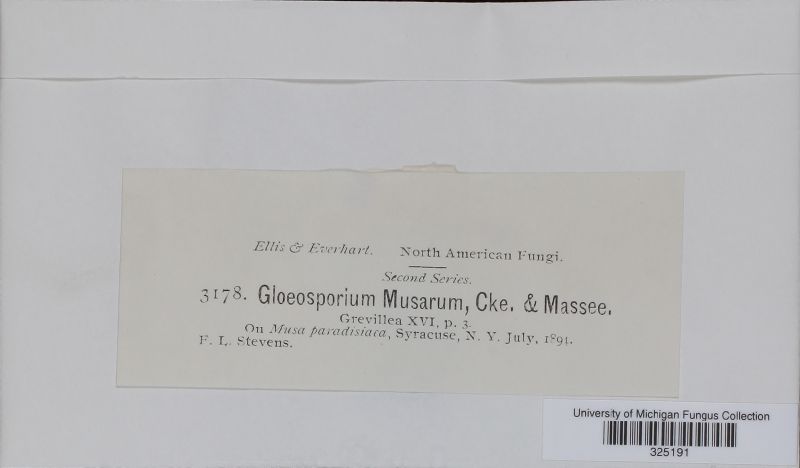 Ellis & Everhart. North American Fungi.
Second Series.
3178. Gloeosporium Musarum, Cke. & Massee.
Grevillea XVI, p. 3.
On Musa paradisiaca, Syracuse, N. Y. July, 1894.
F. L. Stevens.
University of Michigan Fungus Collection
325191